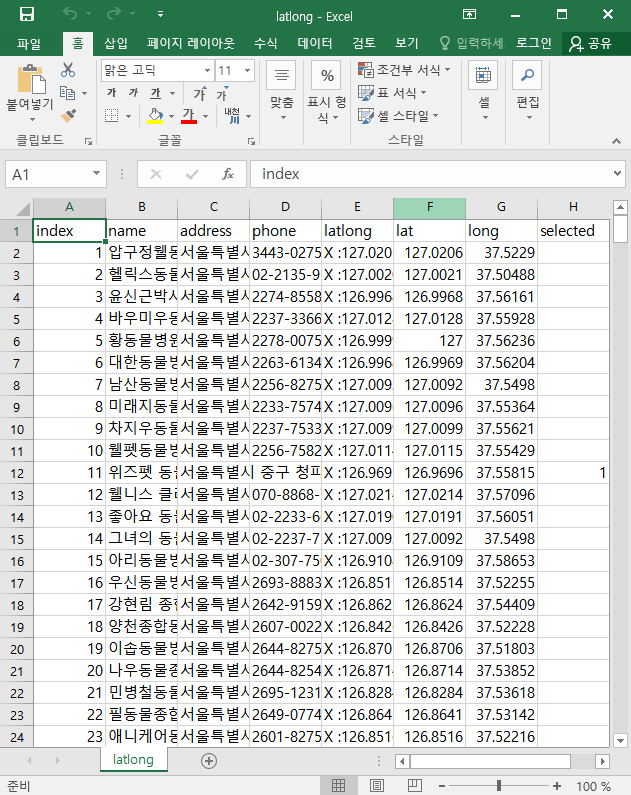 latlong - Excel
파일 홈 삽입 페이지 레이아웃 수식 데이터 검토 보기 입력하세 로그인 공유
붙여넣기 맑은 고딕 11 가 가 가 가 가 내천 % 조건부 서식
맞춤 표시 형식 표 서식 셀 편집
셀 스타일
클립보드 글꼴 스타일
A1 fx index
A B C D E F G H
1 index name address phone latlong lat long selected
2 1 압구정웰동 서울특별시 3443-0275 X :127.020 127.0206 37.5229
3 2 헬릭스동물 서울특별시 02-2135-9 X :127.002 127.0021 37.50488
4 3 윤신근박사 서울특별시 2274-8558 X :126.996 126.9968 37.56161
5 4 바우미우동 서울특별시 2237-3366 X :127.012 127.0128 37.55928
6 5 황동물병원 서울특별시 2278-0075 X :126.999 127 37.56236
7 6 대한동물병 서울특별시 2263-6134 X :126.996 126.9969 37.56204
8 7 남산동물병 서울특별시 2256-8275 X :127.009 127.0092 37.5498
9 8 미래지동물 서울특별시 2233-7574 X :127.009 127.0096 37.55364
10 9 차지우동물 서울특별시 2237-7533 X :127.009 127.0099 37.55621
11 10 웰펫동물병 서울특별시 2256-7582 X :127.011 127.0115 37.55429
12 11 위즈펫 동물 서울특별시 중구 청파 X :126.969 126.9696 37.55815 1
13 12 웰니스 클리 서울특별시 070-8868- X :127.021 127.0214 37.57096
14 13 좋아요 동물 서울특별시 02-2233-6 X :127.019 127.0191 37.56051
15 14 그녀의 동물 서울특별시 02-2237-7 X :127.009 127.0092 37.5498
16 15 아리동물병 서울특별시 02-307-75 X :126.910 126.9109 37.58653
17 16 우신동물병 서울특별시 2693-8883 X :126.851 126.8514 37.52255
18 17 강현림 종합 서울특별시 2642-9159 X :126.862 126.8624 37.54409
19 18 양천종합동 서울특별시 2607-0022 X :126.842 126.8426 37.52228
20 19 이솝동물병 서울특별시 2644-8275 X :126.870 126.8706 37.51803
21 20 나우동물종 서울특별시 2644-8254 X :126.871 126.8714 37.53852
22 21 민병철동물 서울특별시 2695-1231 X :126.828 126.8284 37.53618
23 22 필동물종합 서울특별시 2649-0774 X :126.864 126.8641 37.53142
24 23 애니케어동 서울특별시 2601-8275 X :126.851 126.8516 37.52216
latlong
준비 100 %